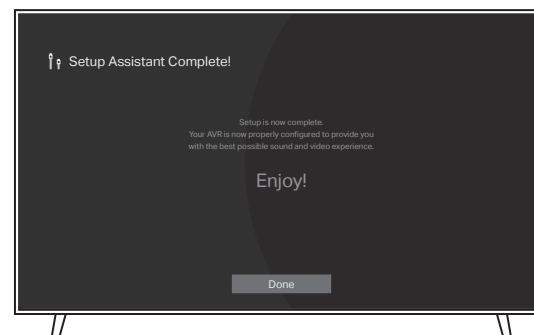 Setup Assistant Complete!
Setup is now complete.
Your AVR is now properly configured to provide you
with the best possible sound and video experience.
Enjoy!
Done